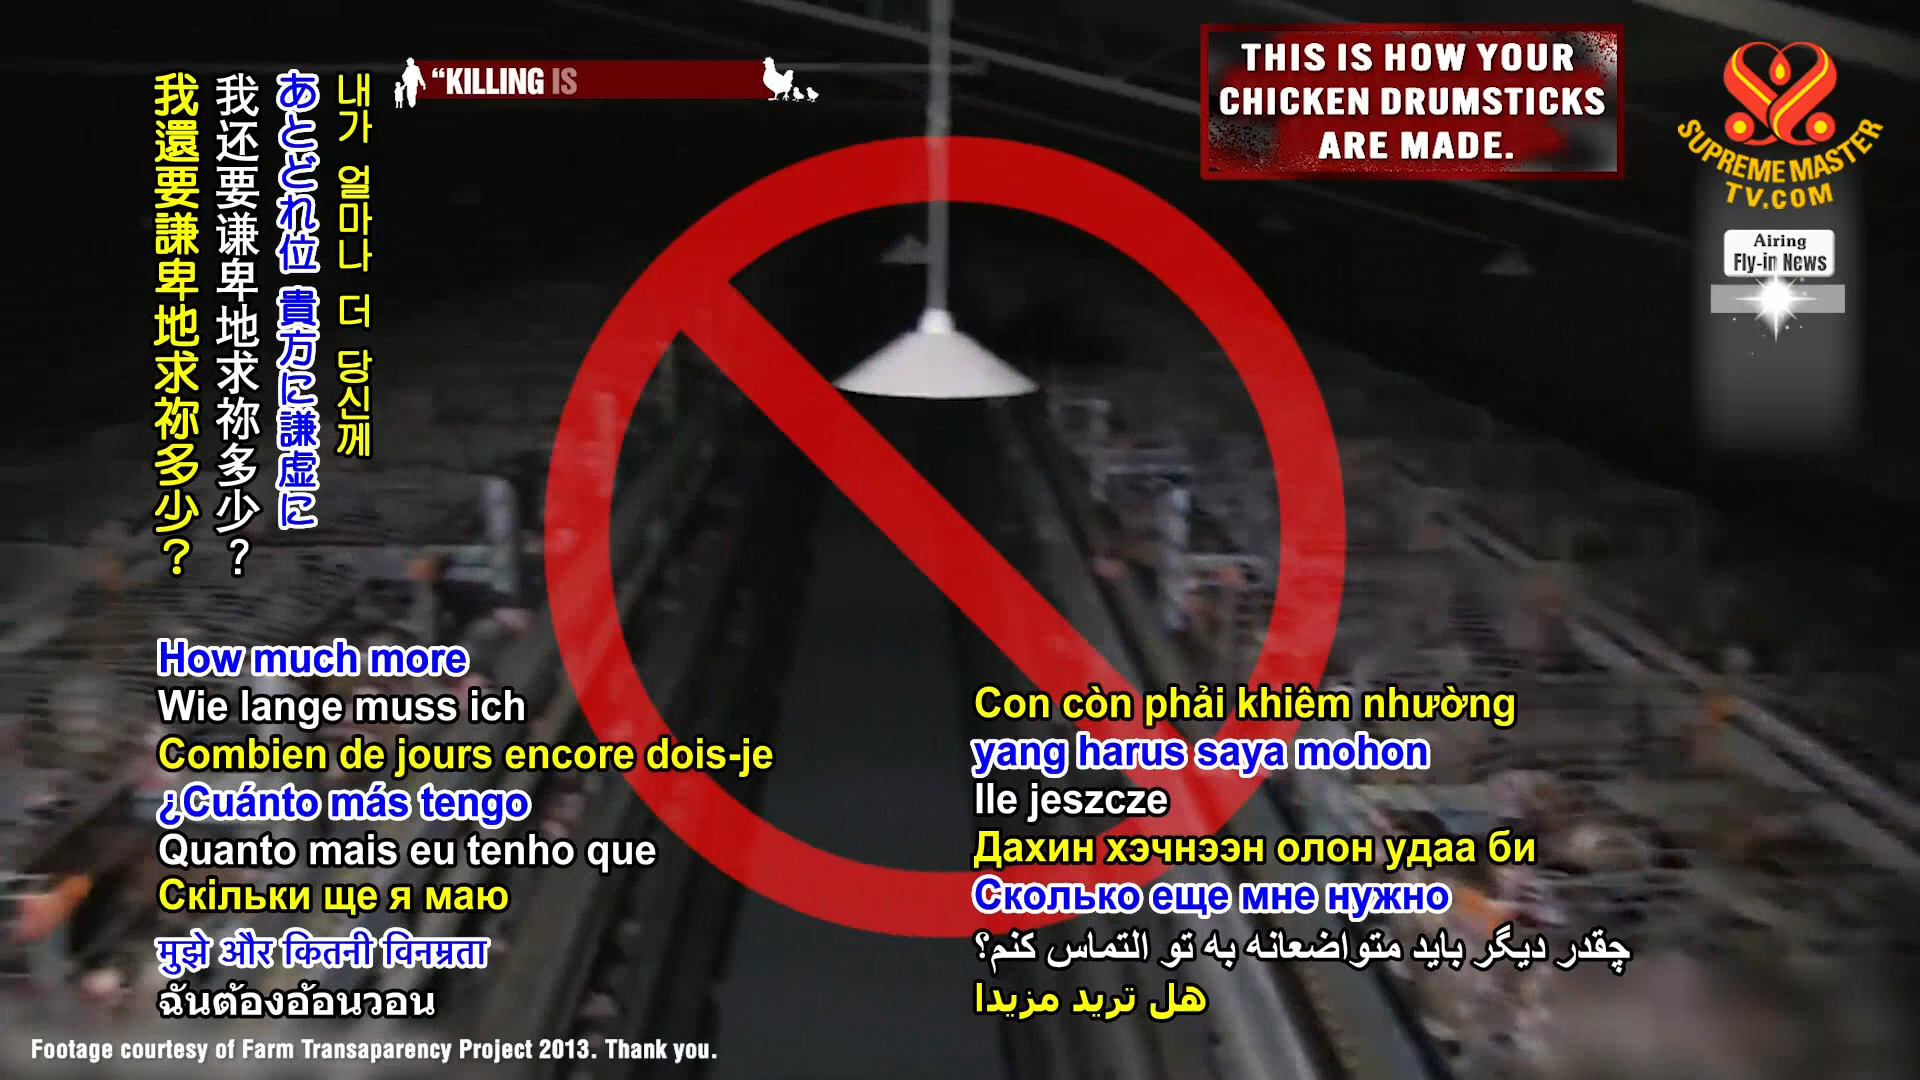 我還要謙卑地求祢多少？
我还要谦卑地求祢多少？
あとどれ位 貴方に謙虚に
내가 얼마나 더 당신께
“KILLING IS
THIS IS HOW YOUR
CHICKEN DRUMSTICKS
ARE MADE.
SUPREME MASTER
TV.COM
Airing
Fly-in News
How much more
Wie lange muss ich
Combien de jours encore dois-je
¿Cuánto más tengo
Quanto mais eu tenho que
Скільки ще я маю
मुझे और कितनी विनम्रता
ฉันต้องอ้อนวอน
Con còn phải khiêm nhường
yang harus saya mohon
Ile jeszcze
Дахин хэчнээн олон удаа би
Сколько еще мне нужно
چقدر دیگر باید متواضعانه به تو التماس کنم؟
هل تريد مزيدا
Footage courtesy of Farm Transaparency Project 2013. Thank you.